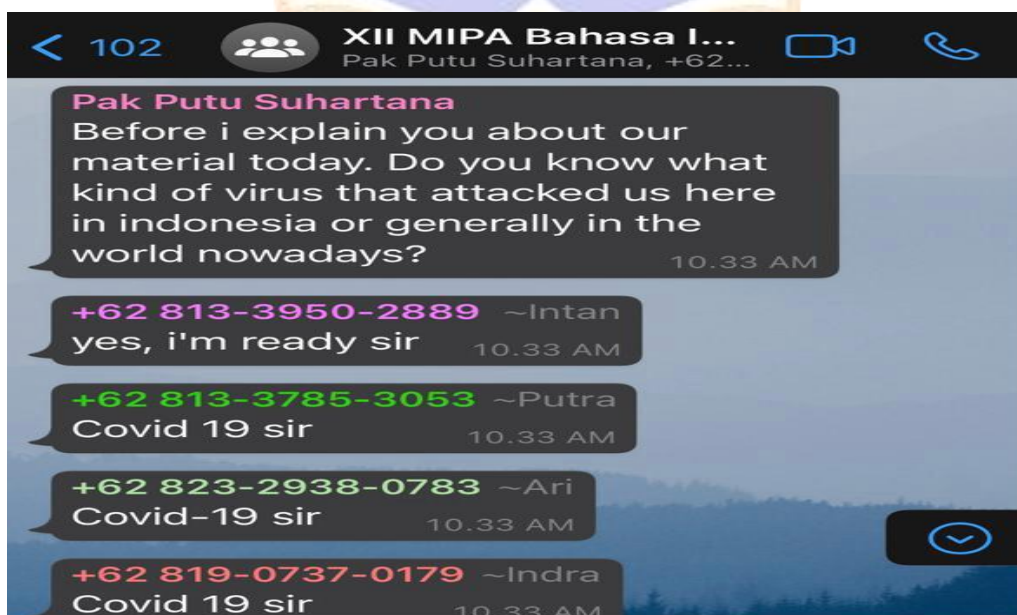 102
XII MIPA Bahasa I...
Pak Putu Suhartana, +62...
Pak Putu Suhartana
Before i explain you about our
material today. Do you know what
kind of virus that attacked us here
in indonesia or generally in the
world nowadays?
10.33 AM
+62 813-3950-2889 ~Intan
yes, i'm ready sir 10.33 AM
+62 813-3785-3053 ~Putra
Covid 19 sir 10.33 AM
+62 823-2938-0783 ~Ari
Covid-19 sir 10.33 AM
+62 819-0737-0179 ~Indra
Covid 19 sir 10.33 AM